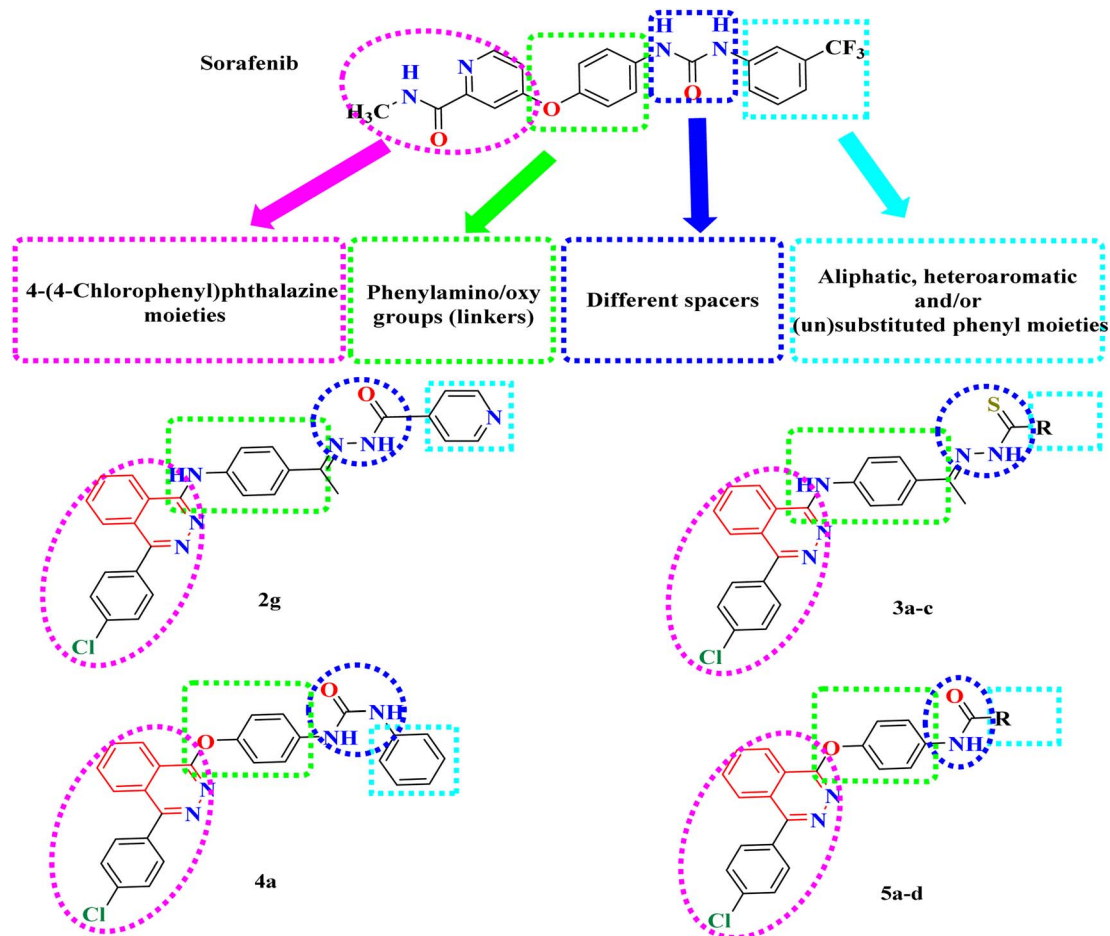 Sorafenib
H
N
H₃C
O
N
O
H
N
O
H
N
CF₃
4-(4-Chlorophenyl)phthalazine
moieties
Phenylamino/oxy
groups (linkers)
Different spacers
Aliphatic, heteroaromatic
and/or
(un)substituted phenyl moieties
O
N
N
NH
HN
N
N
Cl
2g
S
R
N
NH
HN
N
N
Cl
3a-c
O
NH
NH
O
N
N
Cl
4a
O
R
NH
O
N
N
Cl
5a-d